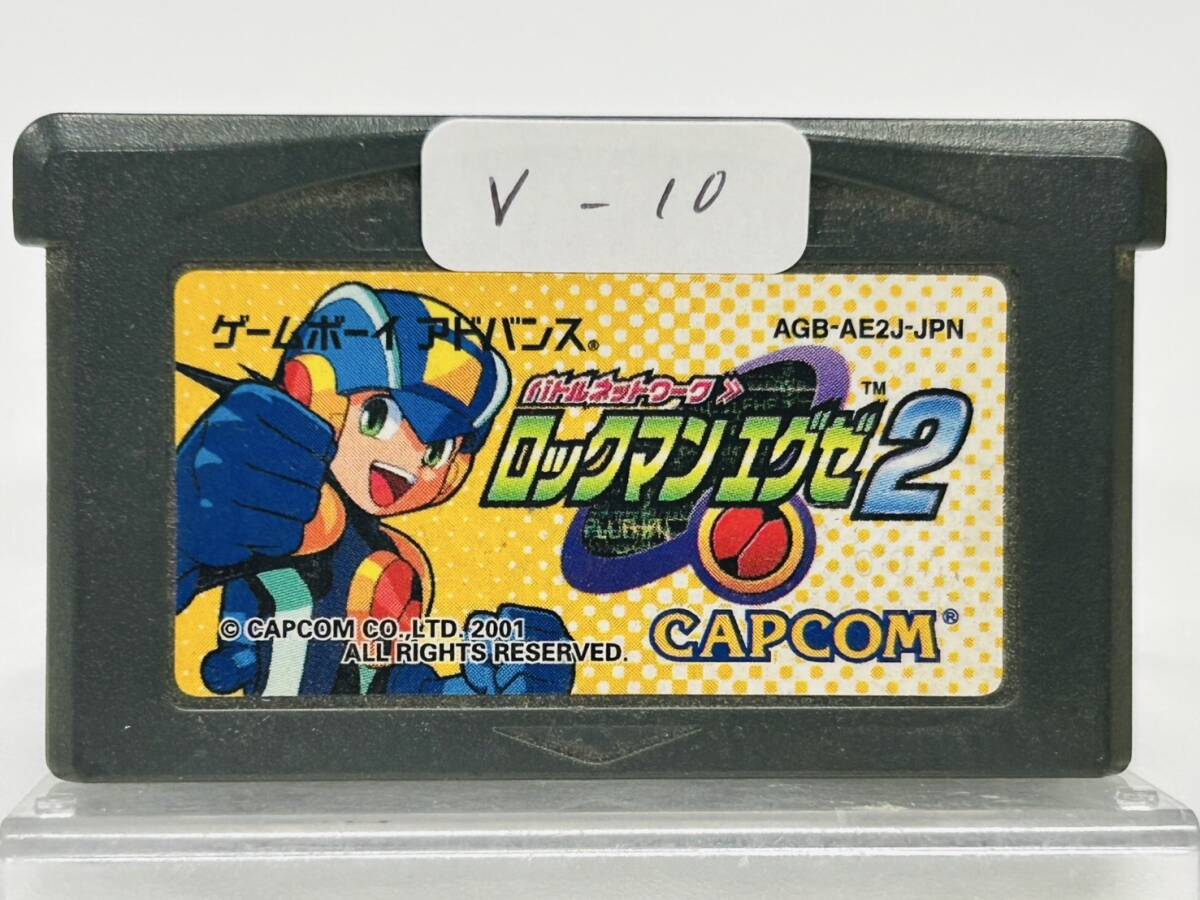 V - 10
ゲームボーイ アドバンス®
AGB-AE2J-JPN
バトルネットワーク
ロックマンエグゼ2™
© CAPCOM CO.,LTD. 2001
ALL RIGHTS RESERVED.
CAPCOM®